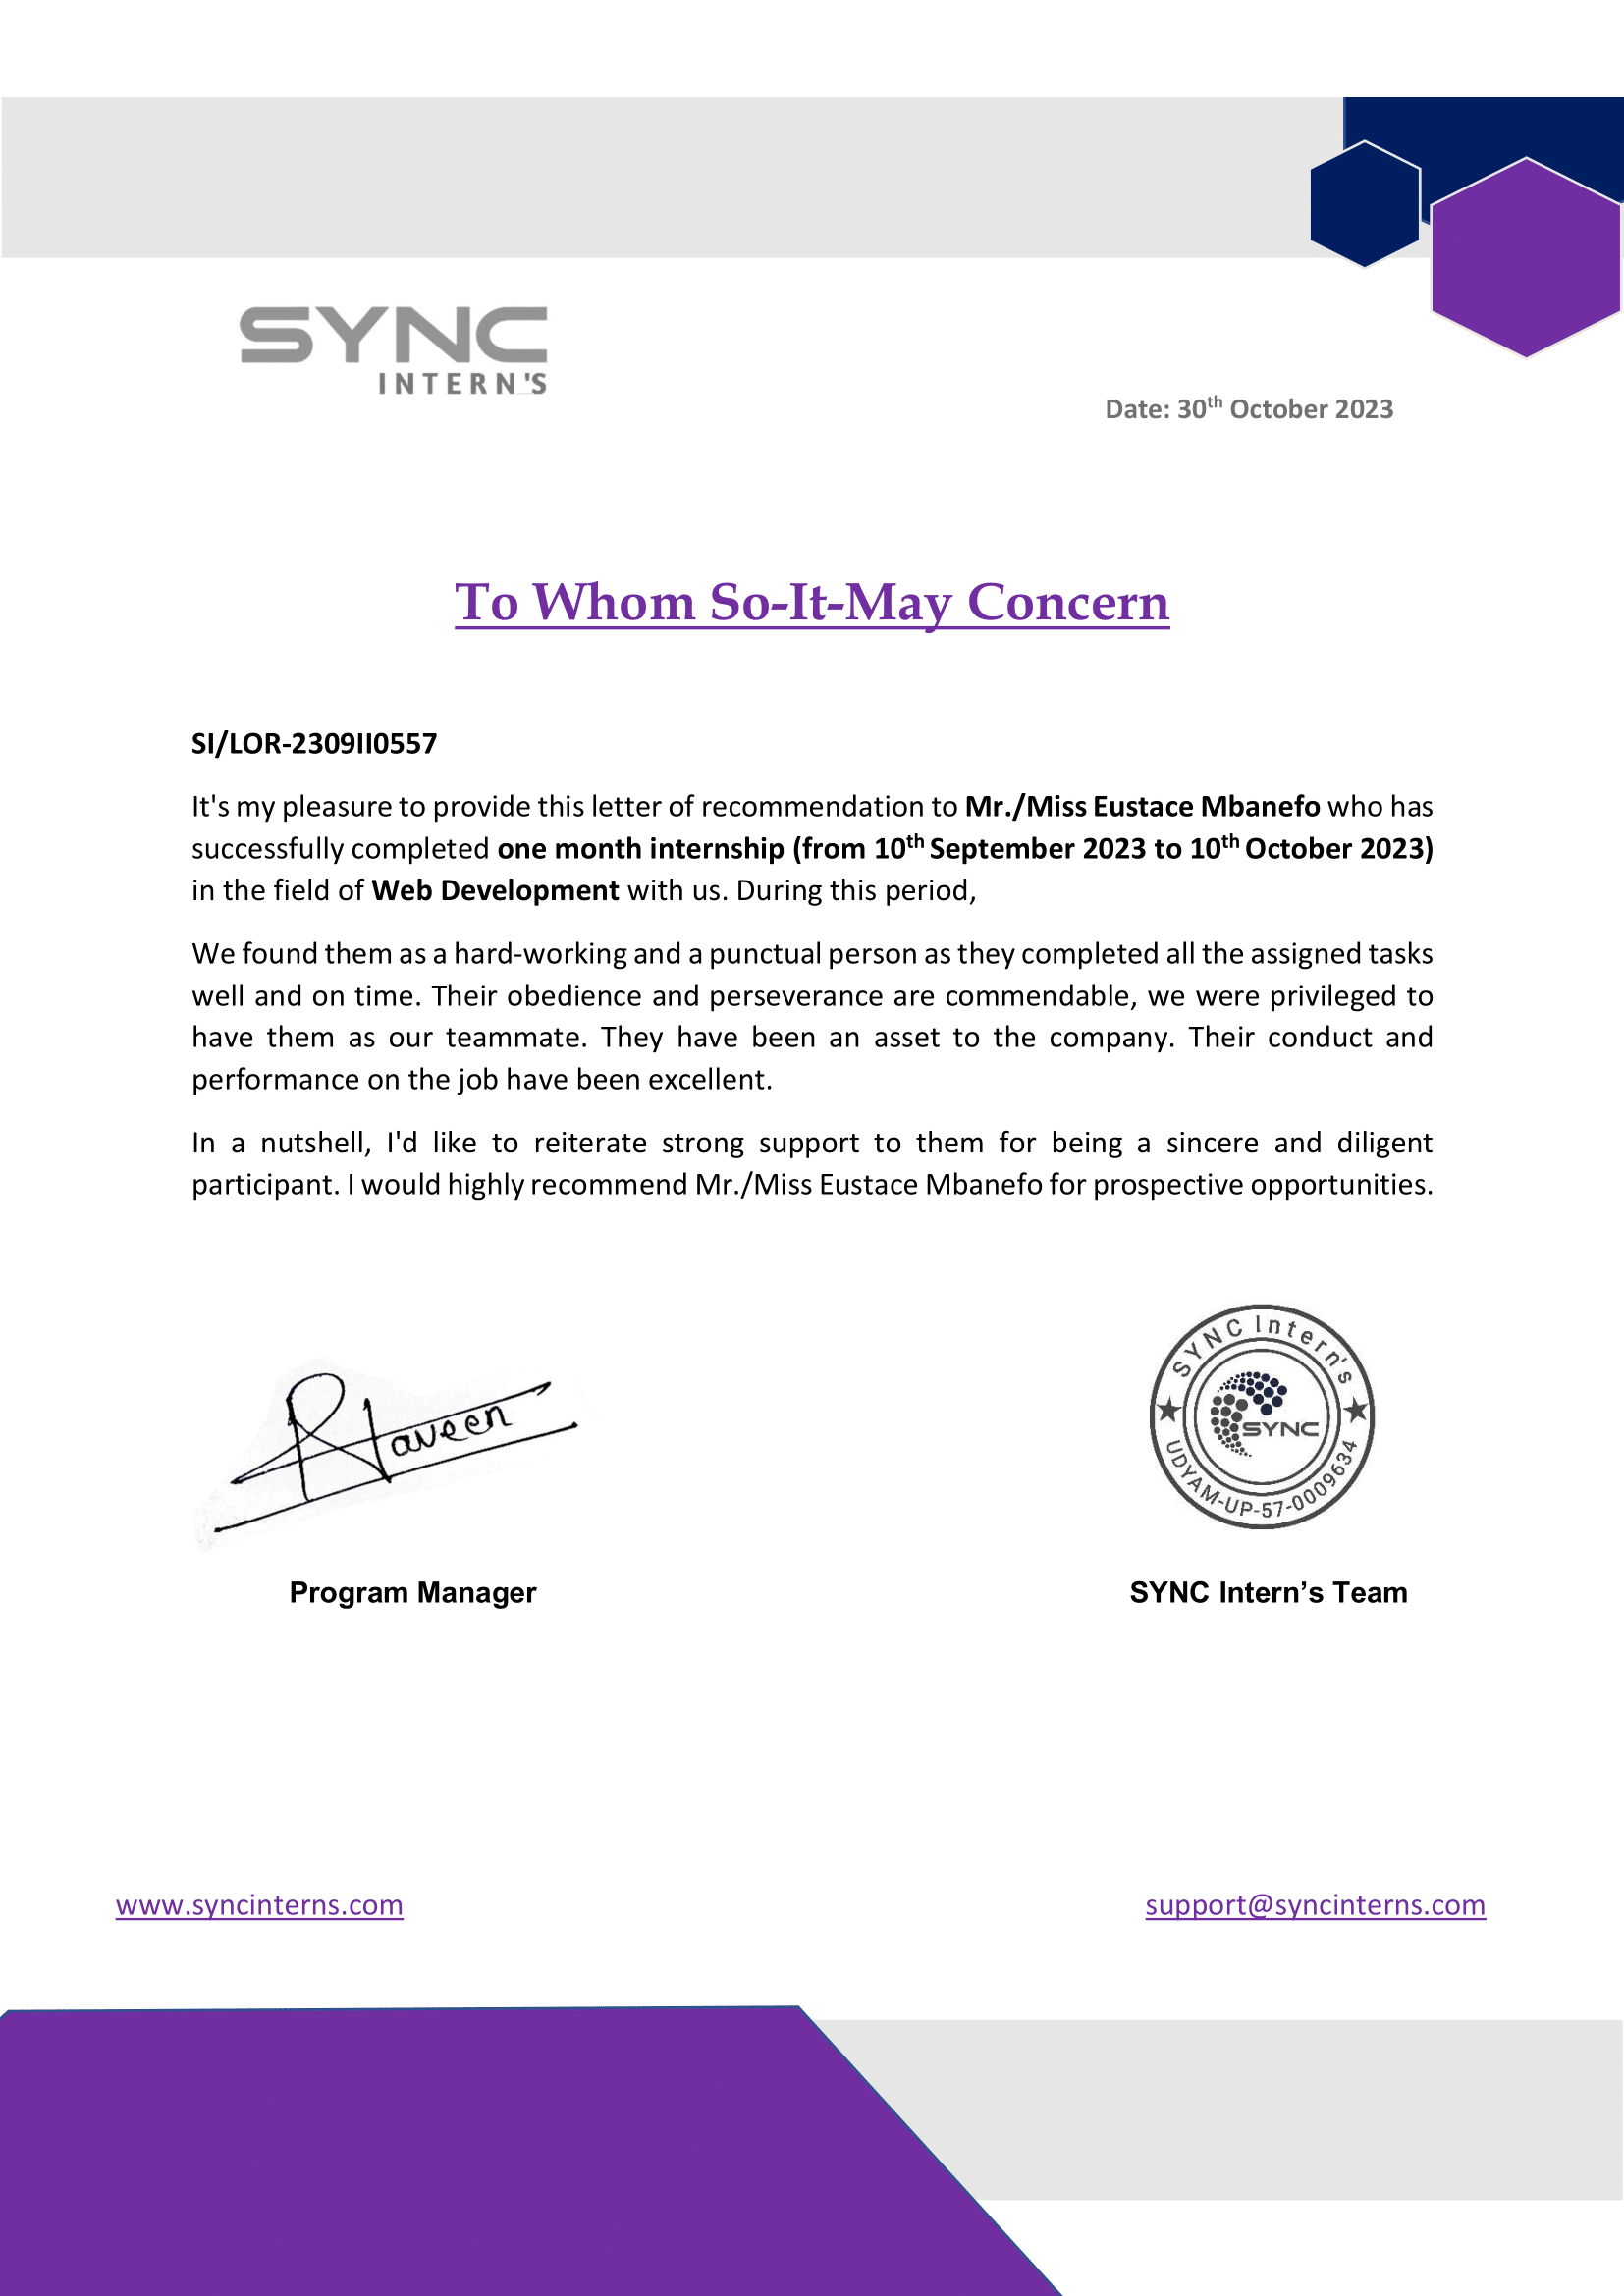 SYNC
INTERN'S
Date: 30th October 2023
To Whom So-It-May Concern
SI/LOR-2309II0557
It's my pleasure to provide this letter of recommendation to Mr./Miss Eustace Mbanefo who has
successfully completed one month internship (from 10th September 2023 to 10th October 2023)
in the field of Web Development with us. During this period,
We found them as a hard-working and a punctual person as they completed all the assigned tasks
well and on time. Their obedience and perseverance are commendable, we were privileged to
have them as our teammate. They have been an asset to the company. Their conduct and
performance on the job have been excellent.
In a nutshell, I'd like to reiterate strong support to them for being a sincere and diligent
participant. I would highly recommend Mr./Miss Eustace Mbanefo for prospective opportunities.
SYNC Intern's
SYNC
UDYAM-UP-57-0009634
Program Manager
SYNC Intern’s Team
www.syncinterns.com
support@syncinterns.com